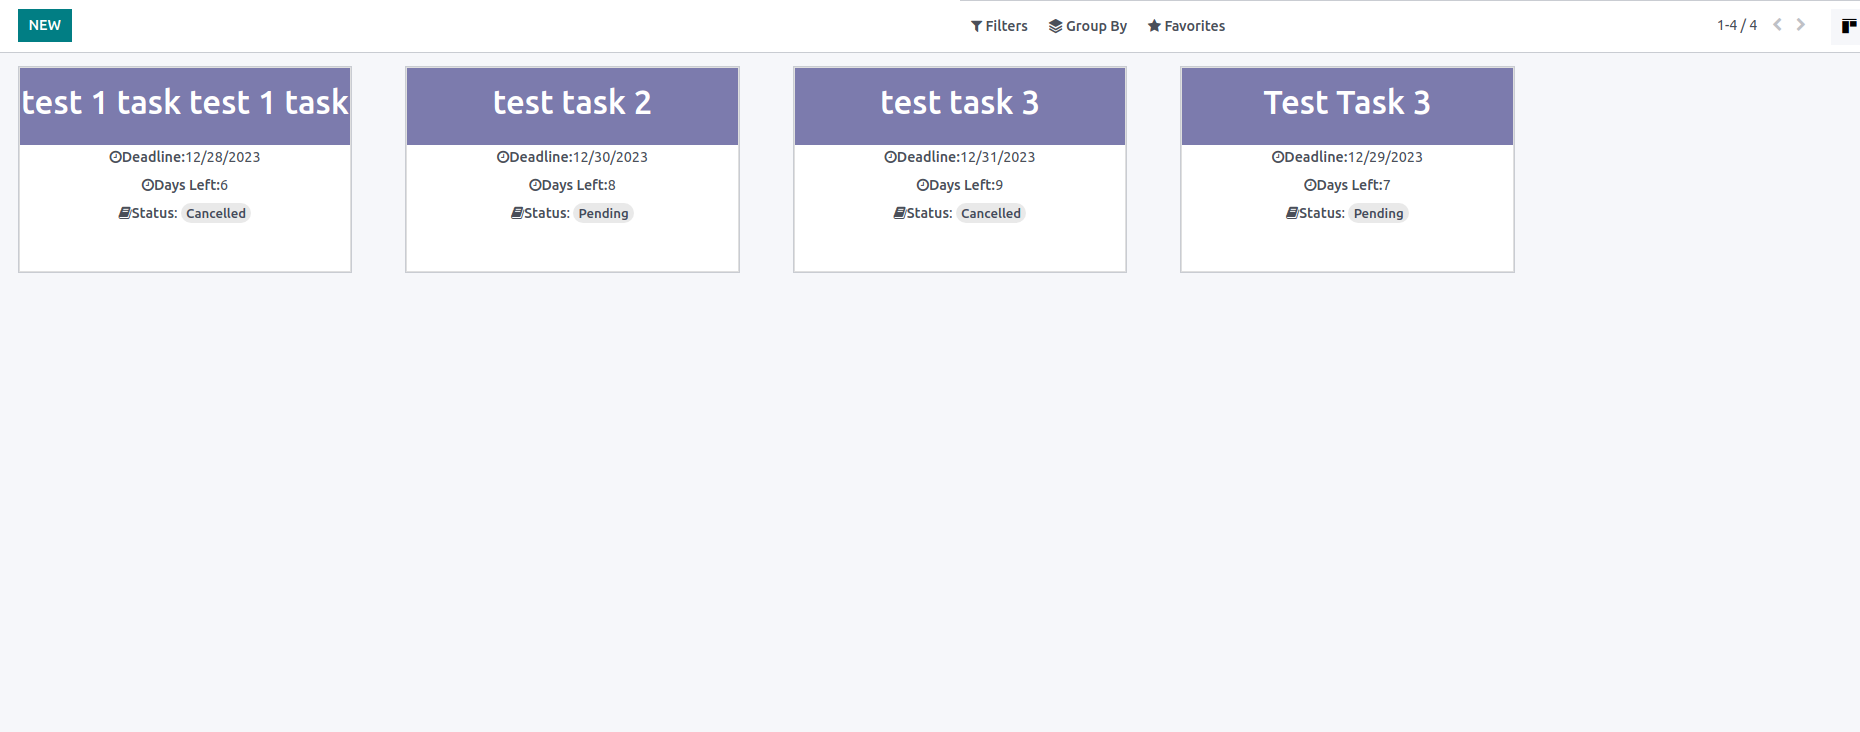 NEW
Filters Group By Favorites
1-4 / 4
test 1 task test 1 task
Deadline:12/28/2023
Days Left:6
Status: Cancelled
test task 2
Deadline:12/30/2023
Days Left:8
Status: Pending
test task 3
Deadline:12/31/2023
Days Left:9
Status: Cancelled
Test Task 3
Deadline:12/29/2023
Days Left:7
Status: Pending